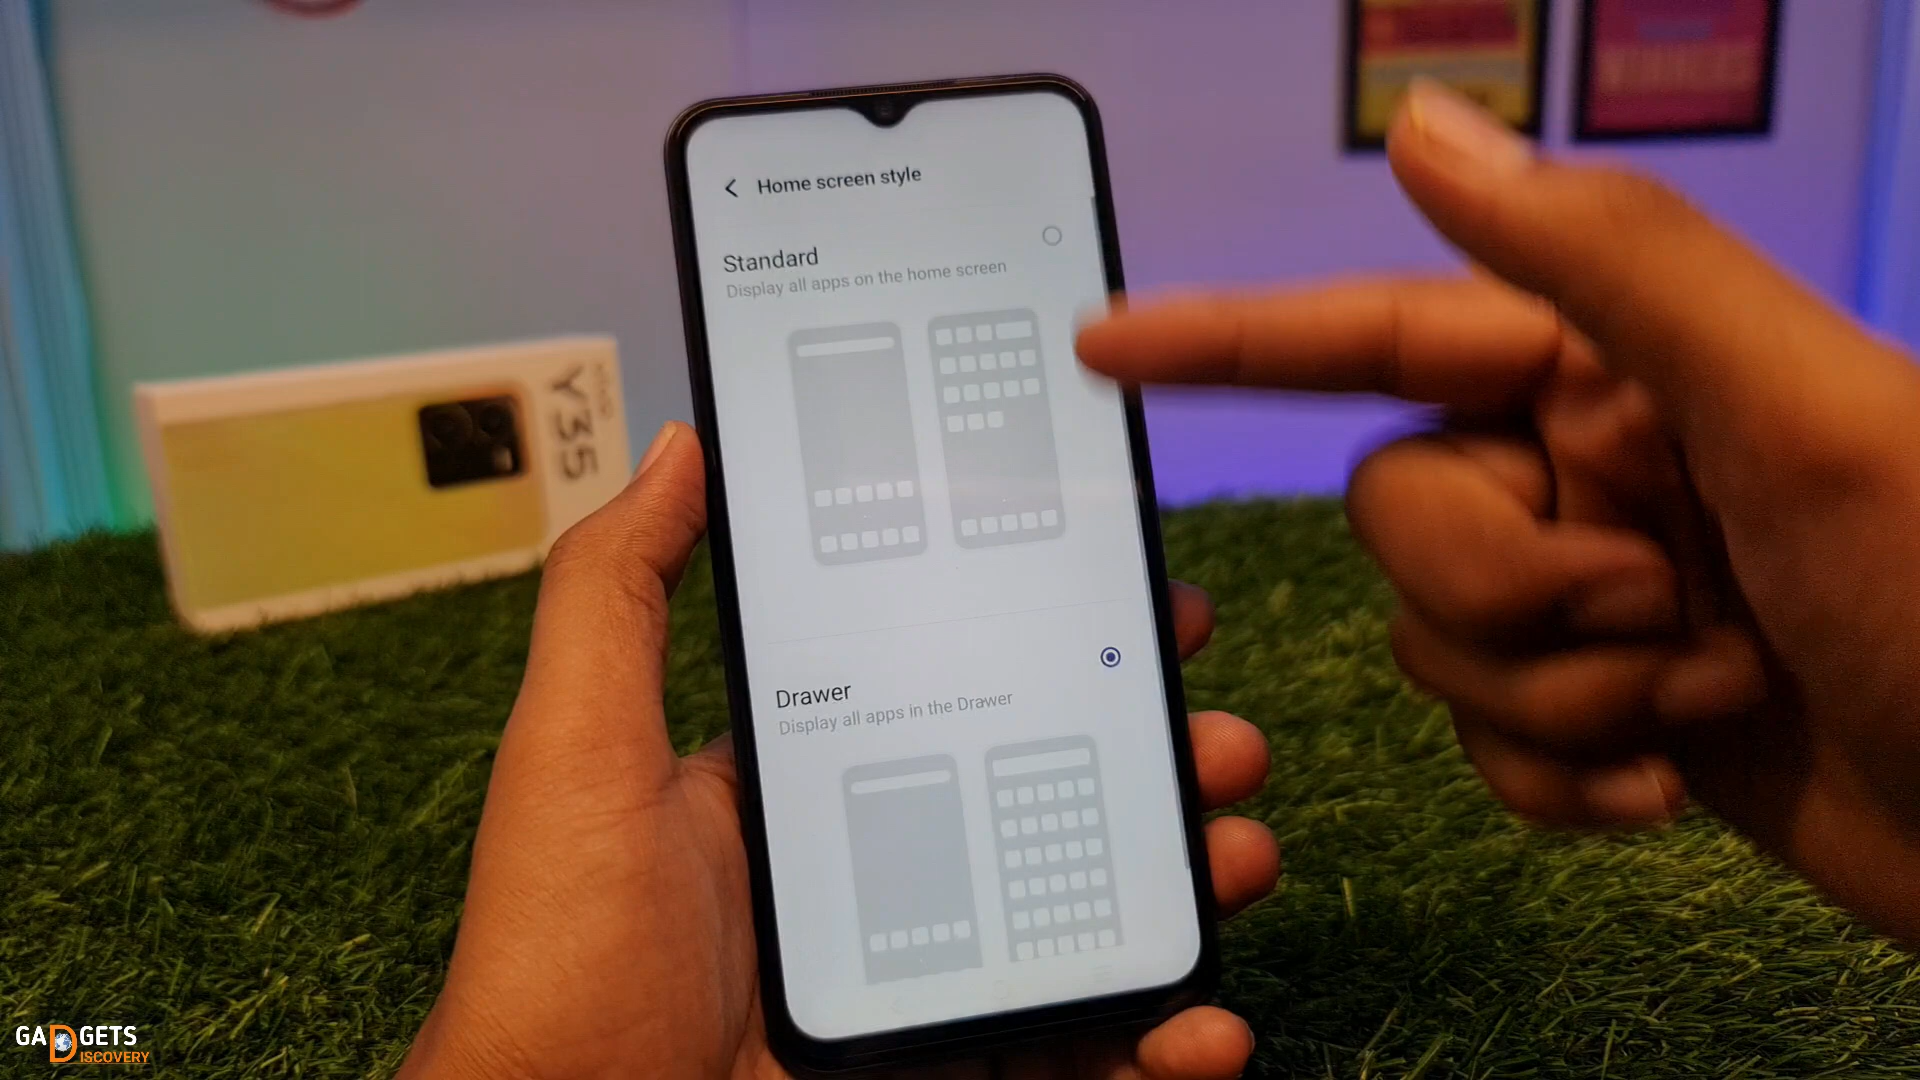 Home screen style
Standard
Display all apps on the home screen
Drawer
Display all apps in the Drawer
vivo
Y35
GADGETS
DISCOVERY